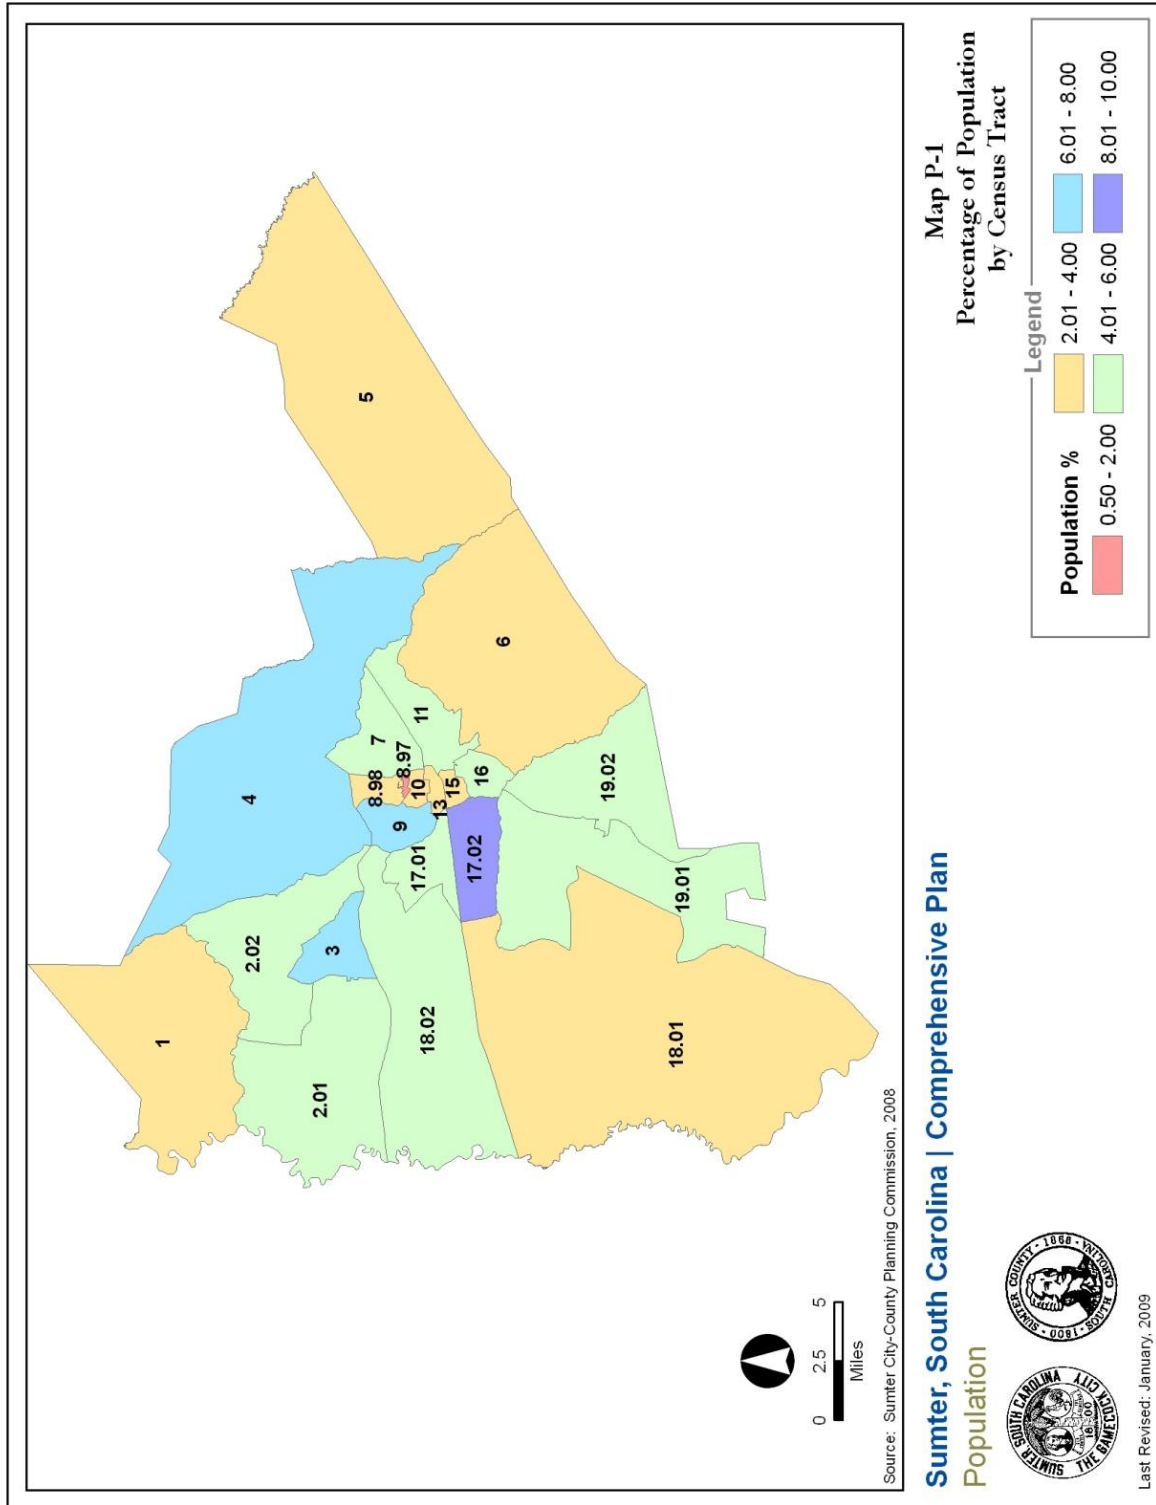 1
2.01
2.02
3
4
5
6
7
8.98
8.97
9
10
11
13
15
16
17.01
17.02
18.02
18.01
19.01
19.02
0 2.5 5
Miles
Source: Sumter City-County Planning Commission, 2008
Sumter, South Carolina | Comprehensive Plan
Population
SUMTER SOUTH CAROLINA
THE GAMECOCK CITY
1800
SUMTER COUNTY - 1868 -
- 1800 - SOUTH CAROLINA
Last Revised: January, 2009
Map P-1
Percentage of Population
by Census Tract
Legend
Population %
0.50 - 2.00
2.01 - 4.00
4.01 - 6.00
6.01 - 8.00
8.01 - 10.00